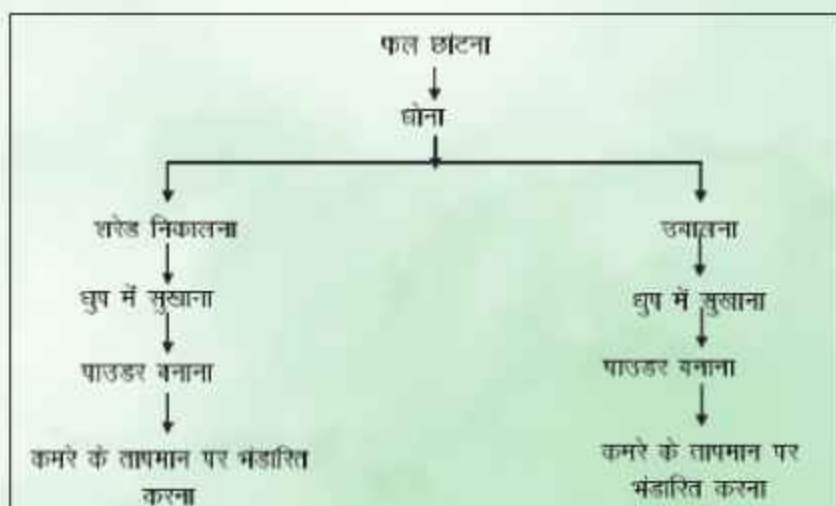 फल छांटना
धोना
शरेड निकालना
उबालना
धुप में सुखाना
धुप में सुखाना
पाउडर बनाना
पाउडर बनाना
कमरे के तापमान पर भंडारित
करना
कमरे के तापमान पर
भंडारित करना